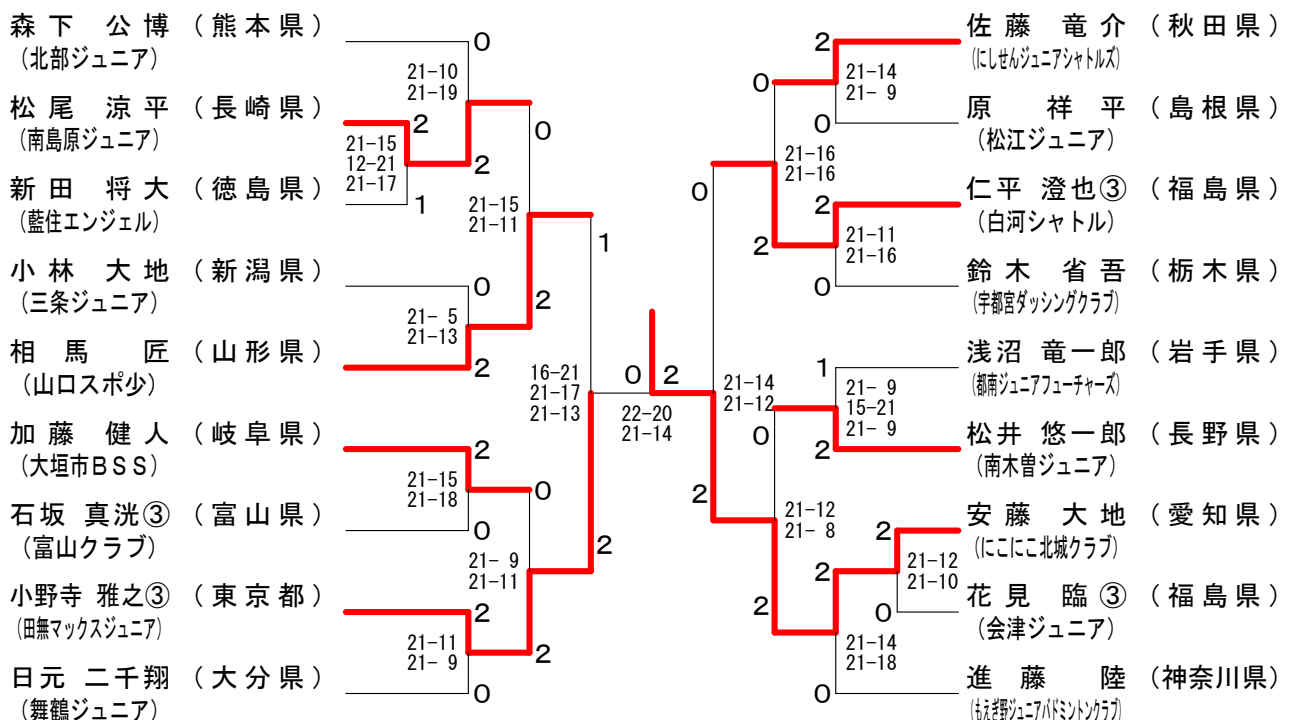 森下 公博 (熊本県)
(北部ジュニア)
0
21-10
21-19
松尾 涼平 (長崎県)
(南島原ジュニア)
2
0
21-15
12-21
21-17
2
新田 将大 (徳島県)
(藍住エンジェル)
1
21-15
21-11
1
小林 大地 (新潟県)
(三条ジュニア)
0
2
21- 5
21-13
相馬 匠 (山形県)
(山口スポ少)
2
16-21
21-17
21-13
0
2
22-20
21-14
加藤 健人 (岐阜県)
(大垣市BSS)
2
21-15
21-18
0
石坂 真洸③ (富山県)
(富山クラブ)
0
21- 9
21-11
2
小野寺 雅之③ (東京都)
(田無マックスジュニア)
2
21-11
21- 9
2
日元 二千翔 (大分県)
(舞鶴ジュニア)
0
佐藤 竜介 (秋田県)
(にしせんジュニアシャトルズ)
2
0
21-14
21- 9
原 祥平 (島根県)
(松江ジュニア)
0
21-16
21-16
0
仁平 澄也③ (福島県)
(白河シャトル)
2
2
21-11
21-16
鈴木 省吾 (栃木県)
(宇都宮ダッシングクラブ)
0
浅沼 竜一郎 (岩手県)
(都南ジュニアフューチャーズ)
1
21-14
21-12
21- 9
15-21
21- 9
0
松井 悠一郎 (長野県)
(南木曽ジュニア)
2
2
21-12
21- 8
安藤 大地 (愛知県)
(にこにこ北城クラブ)
2
21-12
21-10
2
花見 臨③ (福島県)
(会津ジュニア)
0
2
21-14
21-18
進藤 陸 (神奈川県)
(もえぎ野ジュニアバドミントンクラブ)
0